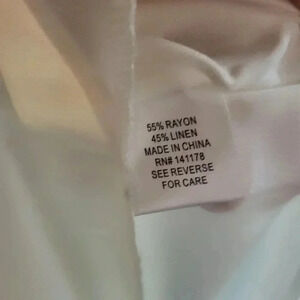 55% RAYON
45% LINEN
MADE IN CHINA
RN# 141178
SEE REVERSE
FOR CARE